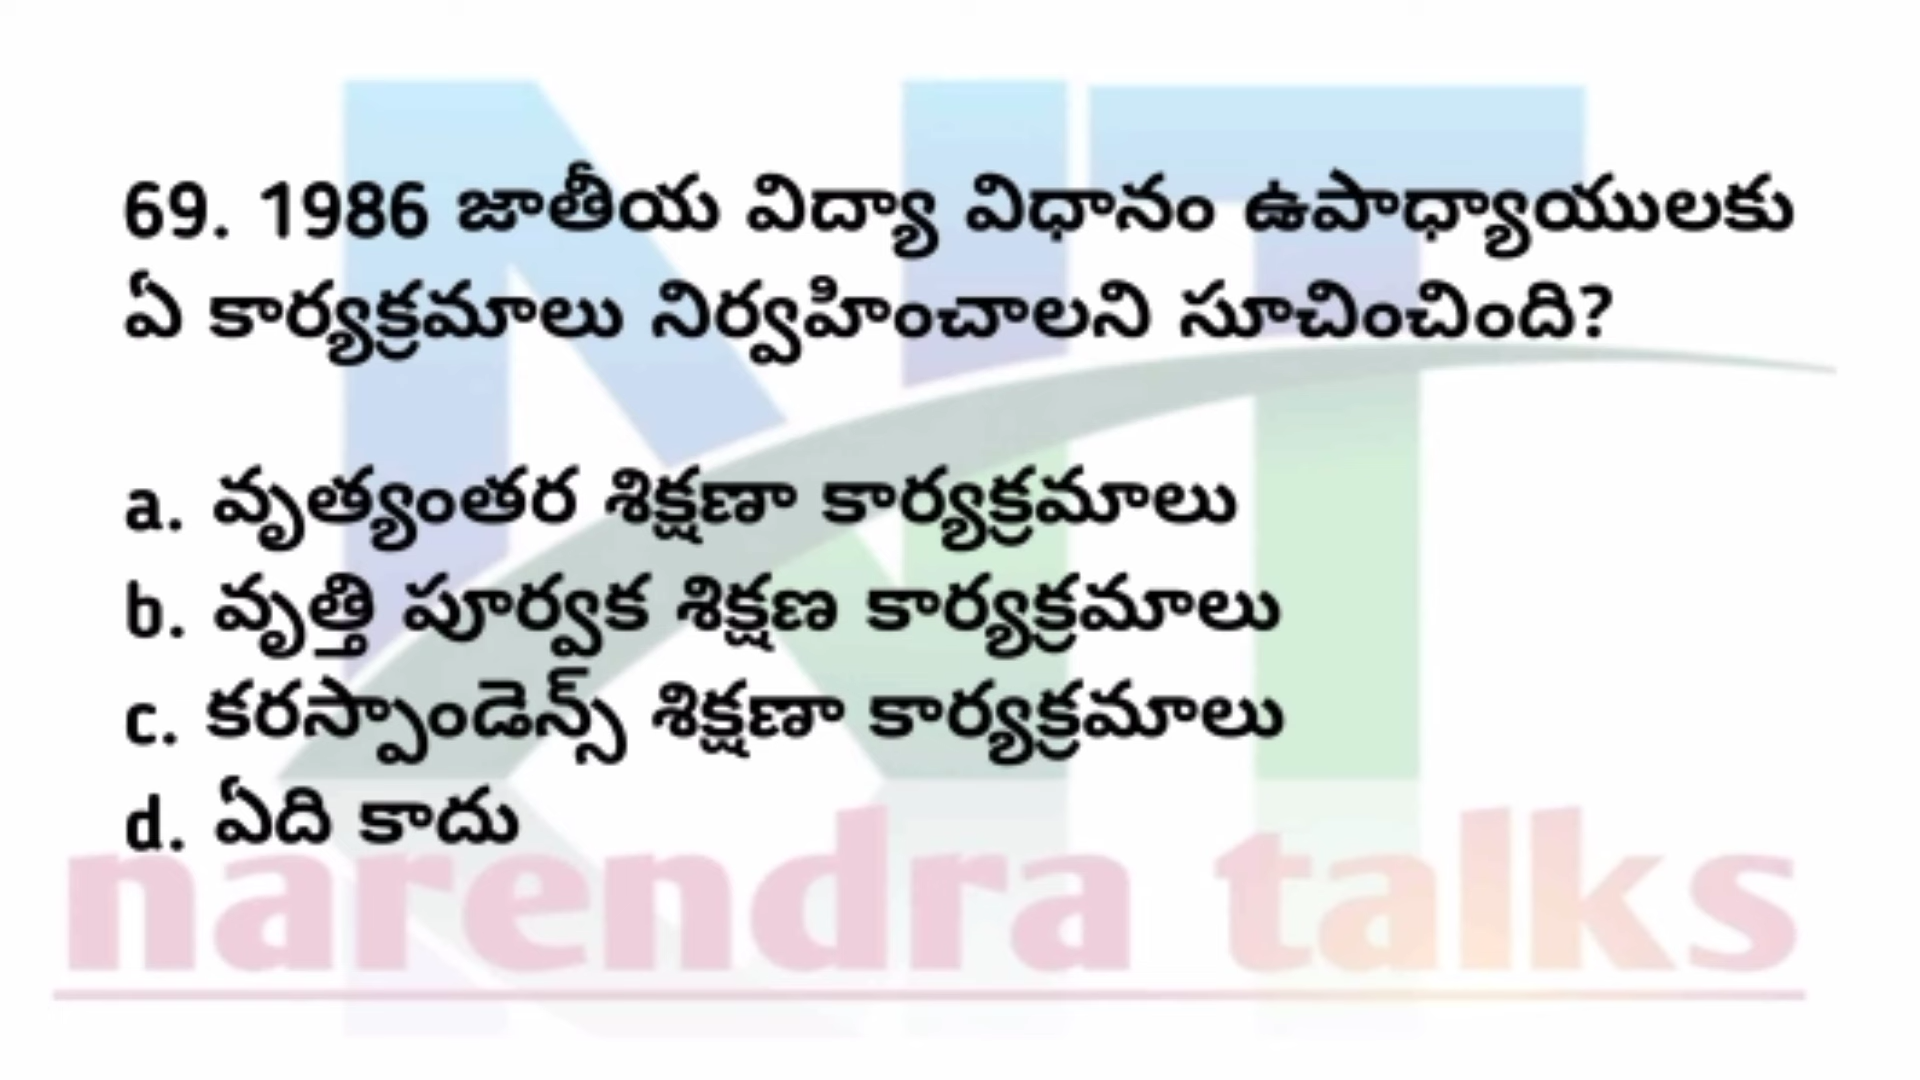 69. 1986 జాతీయ విద్యా విధానం ఉపాధ్యాయులకు
ఏ కార్యక్రమాలు నిర్వహించాలని సూచించింది?
a. వృత్యంతర శిక్షణా కార్యక్రమాలు
b. వృత్తి పూర్వక శిక్షణ కార్యక్రమాలు
c. కరస్పాండెన్స్ శిక్షణా కార్యక్రమాలు
d. ఏది కాదు
narendra talks